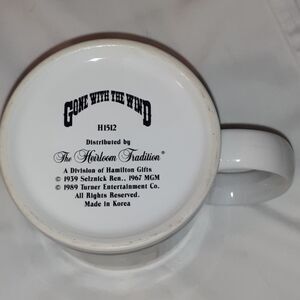 GONE WITH THE WIND
H1512
Distributed by
The Heirloom Tradition®
A Division of Hamilton Gifts
© 1939 Selznick Ren., 1967 MGM
© 1989 Turner Entertainment Co.
All Rights Reserved.
Made in Korea